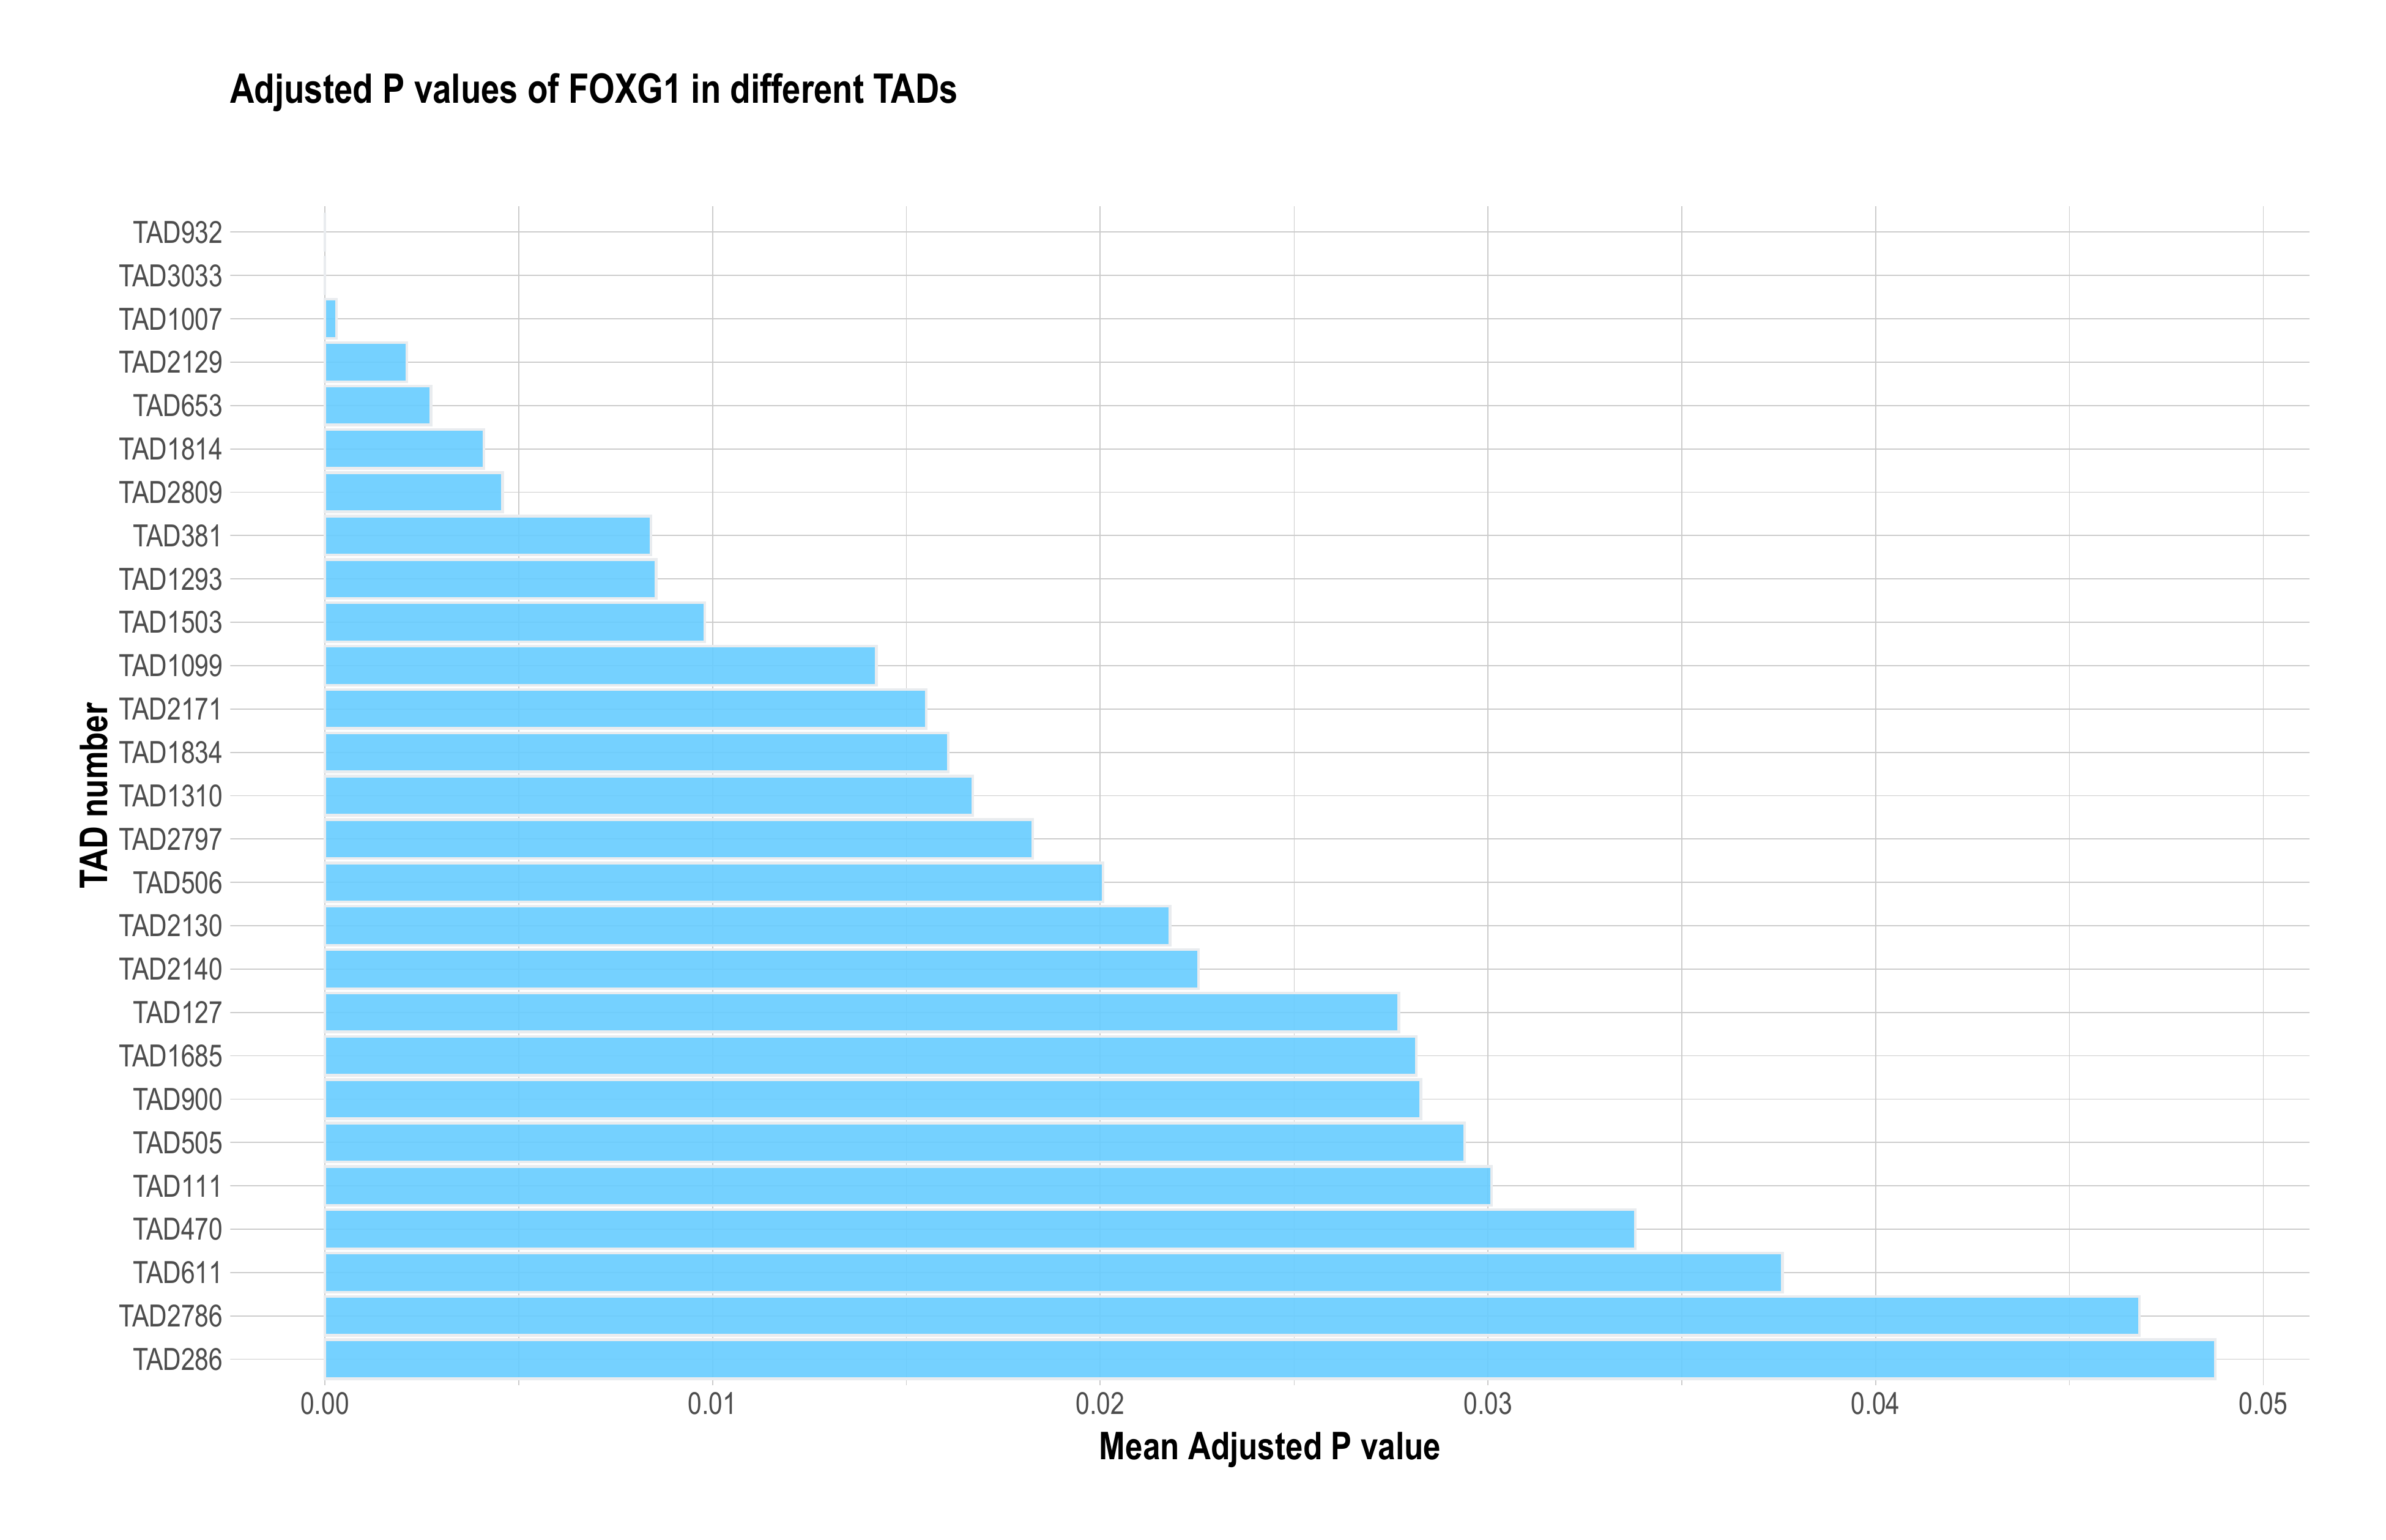 Adjusted P values of FOXG1 in different TADs
TAD number
TAD932
TAD3033
TAD1007
TAD2129
TAD653
TAD1814
TAD2809
TAD381
TAD1293
TAD1503
TAD1099
TAD2171
TAD1834
TAD1310
TAD2797
TAD506
TAD2130
TAD2140
TAD127
TAD1685
TAD900
TAD505
TAD111
TAD470
TAD611
TAD2786
TAD286
0.00 0.01 0.02 0.03 0.04 0.05
Mean Adjusted P value